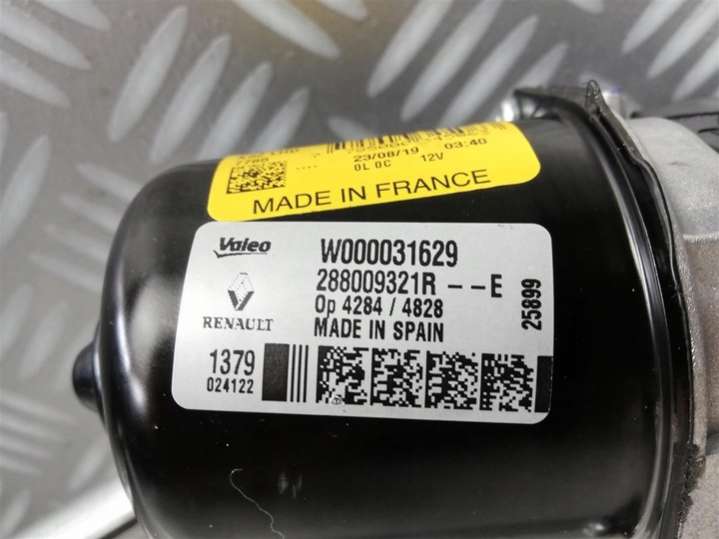 23/08/19 03:40
0L 0C 12V
MADE IN FRANCE
Valeo W000031629
288009321R --E
Op 4284 / 4828
RENAULT MADE IN SPAIN
25899
1379
024122